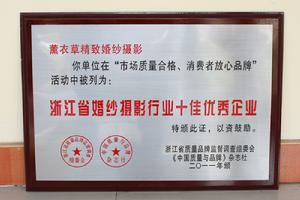 薰衣草精致婚纱摄影
你单位在“市场质量合格、消费者放心品牌”
活动中被列为：
浙江省婚纱摄影行业十佳优秀企业
特颁此证，以资鼓励。
浙江省质量品牌监督调查组委会
《中国质量与品牌》杂志社
二〇一一年颁